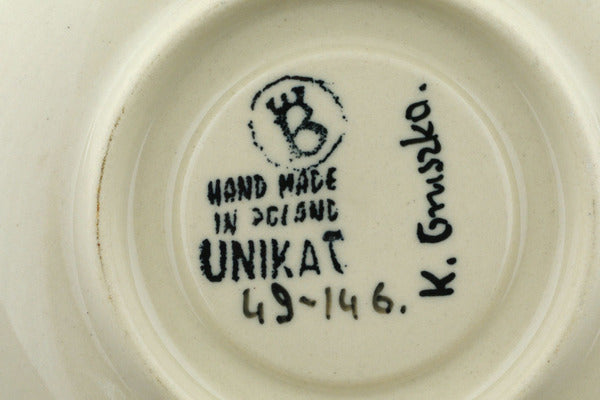 B
HAND MADE
IN POLAND
UNIKAT
49-146.
K. Gruszka.